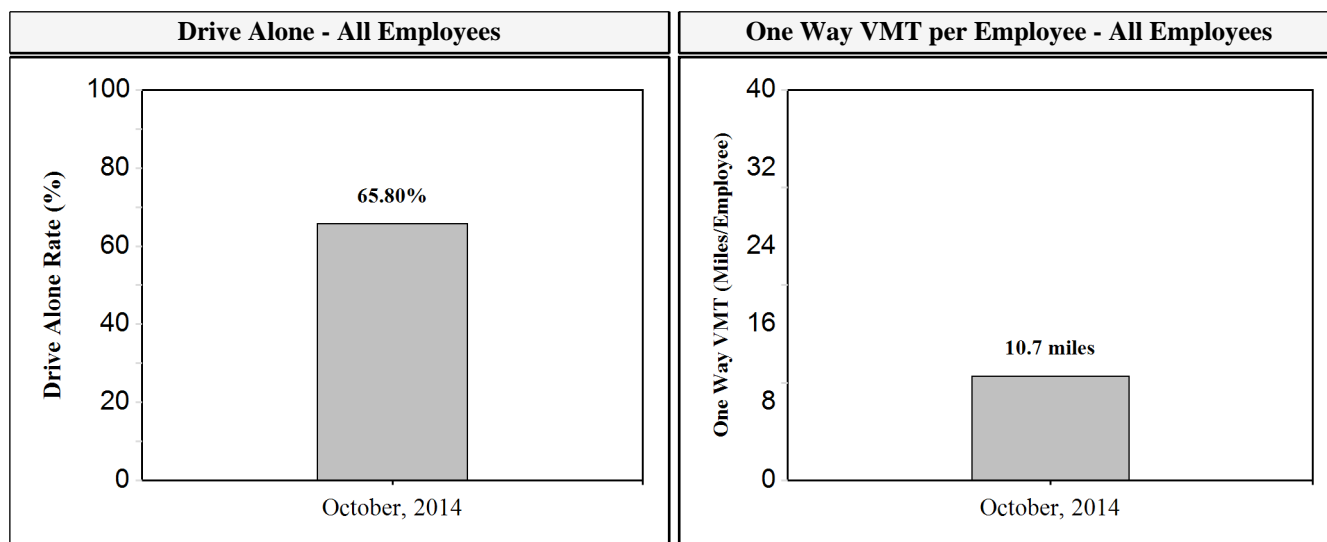 Drive Alone - All Employees
100
80
60
40
20
0
Drive Alone Rate (%)
65.80%
October, 2014
One Way VMT per Employee - All Employees
40
32
24
16
8
0
One Way VMT (Miles/Employee)
10.7 miles
October, 2014